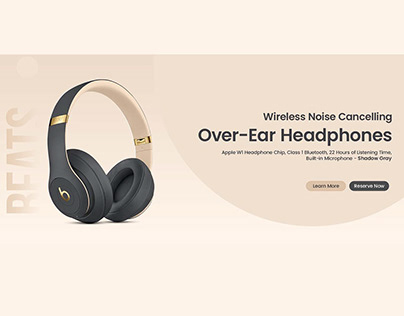 BEATS
Wireless Noise Cancelling
Over-Ear Headphones
Apple W1 Headphone Chip, Class 1 Bluetooth, 22 Hours of Listening Time,
Built-in Microphone - Shadow Gray
Learn More
Reserve Now
b